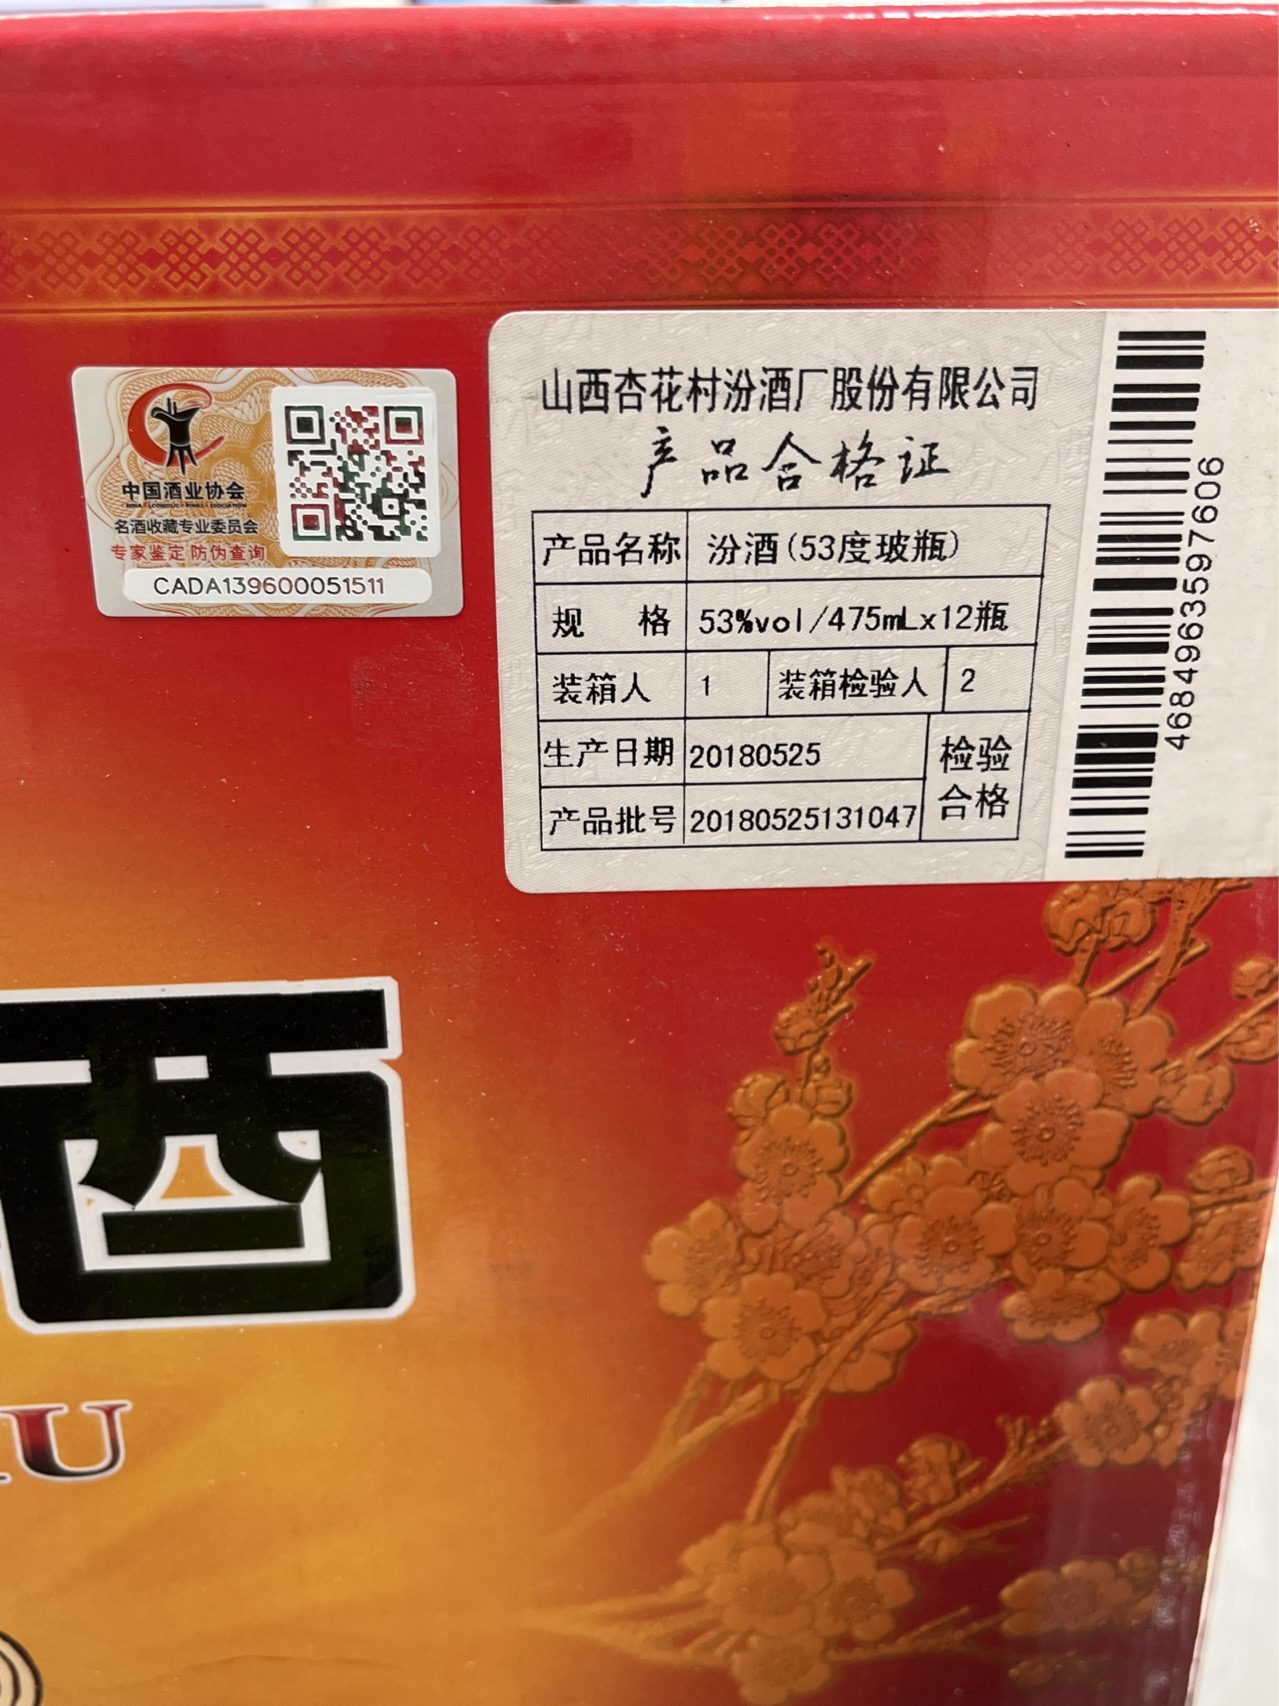 山西杏花村汾酒厂股份有限公司
产品合格证
产品名称 汾酒(53度玻瓶)
规 格 53%vol/475mLx12瓶
装箱人 1 装箱检验人 2
生产日期 20180525
产品批号 20180525131047
检验
合格
4684963597606
中国酒业协会
名酒收藏专业委员会
专家鉴定 防伪查询
CADA139600051511
酒
IU